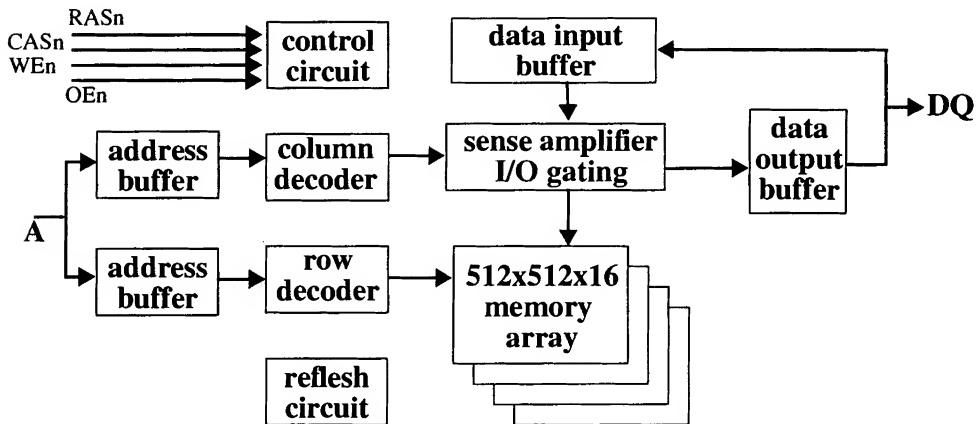 RASn
CASn
WEn
OEn
control
circuit
data input
buffer
DQ
address
buffer
column
decoder
sense amplifier
I/O gating
data
output
buffer
A
address
buffer
row
decoder
512x512x16
memory
array
reflesh
circuit